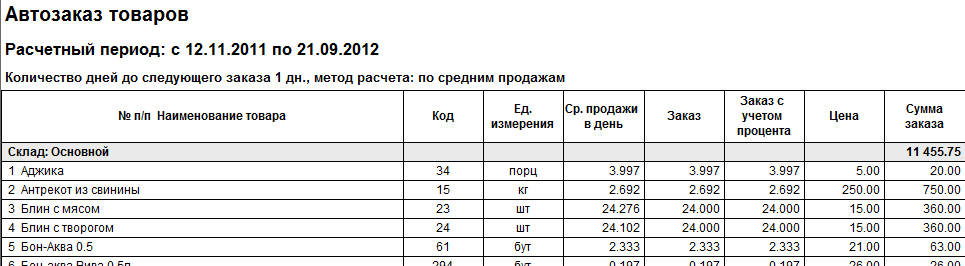 Автозаказ товаров
Расчетный период: с 12.11.2011 по 21.09.2012
Количество дней до следующего заказа 1 дн., метод расчета: по средним продажам
№ п/п Наименование товара Код Ед. измерения Ср. продажи в день Заказ Заказ с учетом процента Цена Сумма заказа
Склад: Основной 11 455.75
1 Аджика 34 порц 3.997 3.997 3.997 5.00 20.00
2 Антрекот из свинины 15 кг 2.692 2.692 2.692 250.00 750.00
3 Блин с мясом 23 шт 24.276 24.000 24.000 15.00 360.00
4 Блин с творогом 24 шт 24.102 24.000 24.000 15.00 360.00
5 Бон-Аква 0.5 61 бут 2.333 2.333 2.333 21.00 63.00
6 Бон-аква Вива 0,5л 294 бут 0.197 0.197 0.197 26.00 26.00